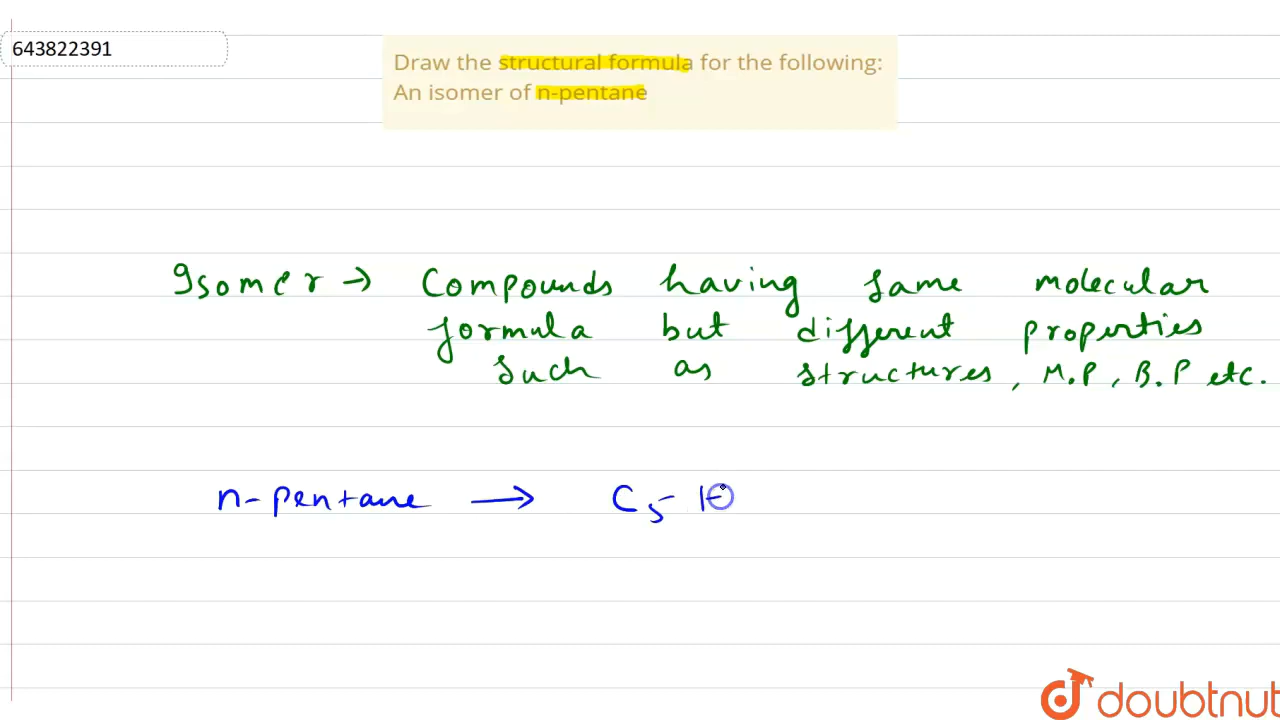 643822391
Draw the structural formula for the following:
An isomer of n-pentane
Isomer → Compounds having same molecular
formula but different properties
such as structures, M.P, B.P etc.
n-pentane → C5 H
doubtnut